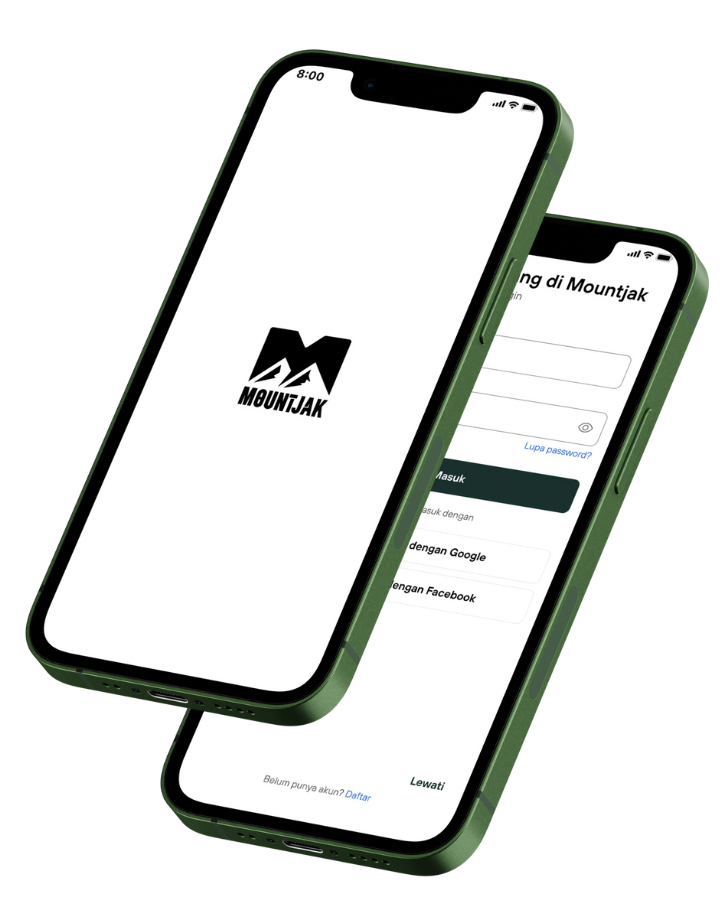 8:00
MOUNTJAK
ng di Mountjak
gin
Lupa password?
Masuk
asuk dengan
dengan Google
engan Facebook
Belum punya akun? Daftar
Lewati